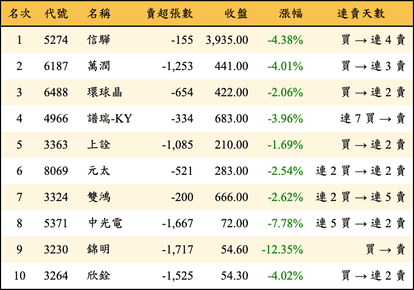 名次 代號 名稱 賣超張數 收盤 漲幅 連賣天數
1 5274 信驊 -155 3,935.00 -4.38% 買 → 連 4 賣
2 6187 萬潤 -1,253 441.00 -4.01% 買 → 連 3 賣
3 6488 環球晶 -654 422.00 -2.06% 買 → 連 2 賣
4 4966 譜瑞-KY -334 683.00 -3.96% 連 7 買 → 賣
5 3363 上詮 -1,085 210.00 -1.69% 買 → 連 2 賣
6 8069 元太 -521 283.00 -2.54% 連 2 買 → 連 2 賣
7 3324 雙鴻 -200 666.00 -2.62% 連 2 買 → 連 5 賣
8 5371 中光電 -1,667 72.00 -7.78% 連 5 買 → 連 2 賣
9 3230 錦明 -1,717 54.60 -12.35% 買 → 賣
10 3264 欣銓 -1,525 54.30 -4.02% 買 → 連 2 賣